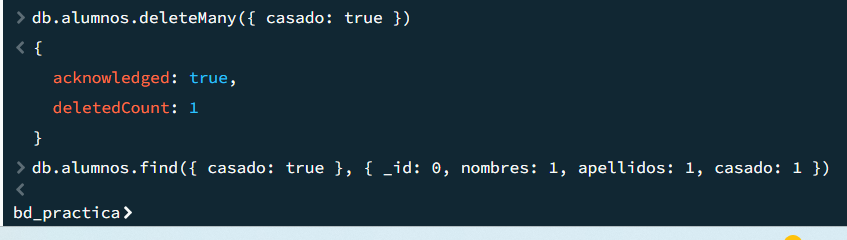 > db.alumnos.deleteMany({ casado: true })
< {
acknowledged: true,
deletedCount: 1
}
> db.alumnos.find({ casado: true }, { _id: 0, nombres: 1, apellidos: 1, casado: 1 })
<
bd_practica>